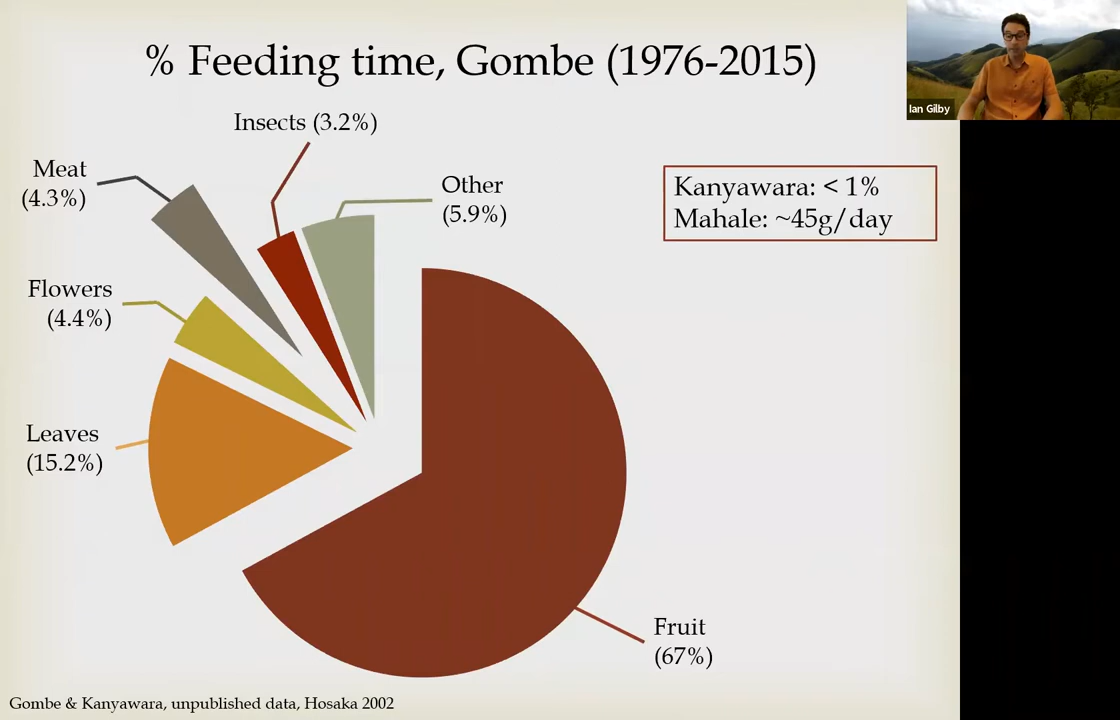 % Feeding time, Gombe (1976-2015)
Ian Gilby
Insects (3.2%)
Meat
(4.3%)
Other
(5.9%)
Kanyawara: < 1%
Mahale: ~45g/day
Flowers
(4.4%)
Leaves
(15.2%)
Fruit
(67%)
Gombe & Kanyawara, unpublished data, Hosaka 2002